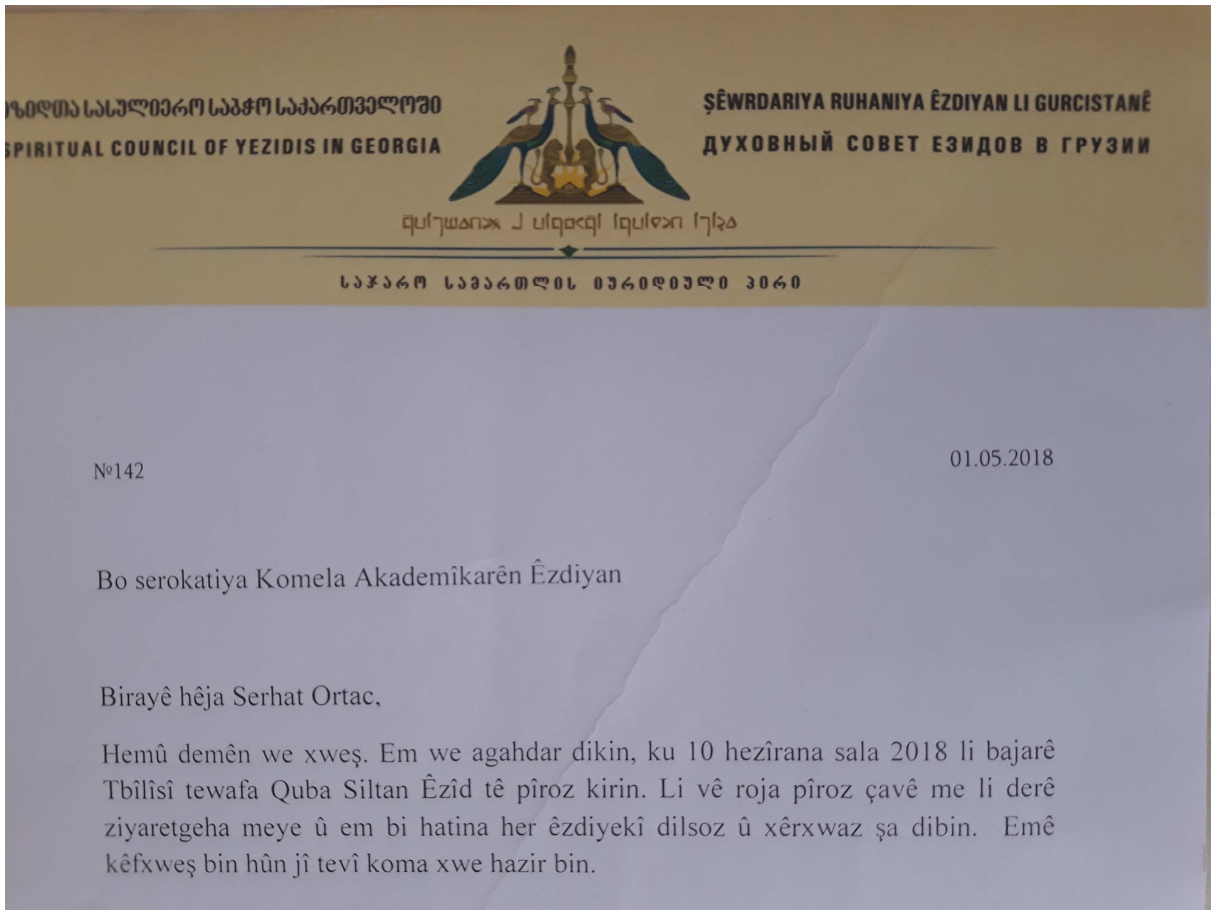 ეზიდთა სასულიერო საბჭო საქართველოში
SPIRITUAL COUNCIL OF YEZIDIS IN GEORGIA
ŞÊWRDARIYA RUHANIYA ÊZDIYAN LI GURCISTANÊ
ДУХОВНЫЙ СОВЕТ ЕЗИДОВ В ГРУЗИИ
საჯარო სამართლის იურიდიული პირი
№142
01.05.2018
Bo serokatiya Komela Akademîkarên Êzdiyan
Birayê hêja Serhat Ortac,
Hemû demên we xweş. Em we agahdar dikin, ku 10 hezîrana sala 2018 li bajarê
Tbîlîsî tewafa Quba Siltan Êzîd tê pîroz kirin. Li vê roja pîroz çavê me li derê
ziyaretgeha meye û em bi hatina her êzdiyekî dilsoz û xêrxwaz şa dibin. Emê
kêfxweş bin hûn jî tevî koma xwe hazir bin.